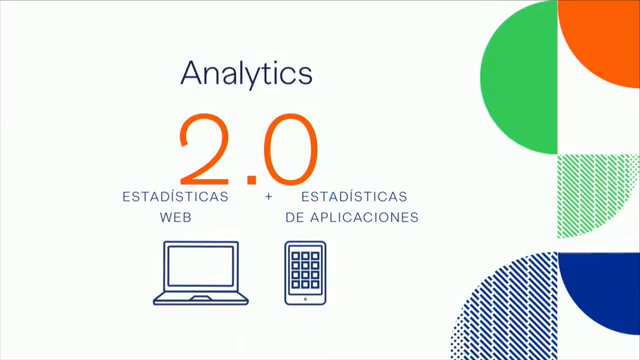 Analytics
2.0
ESTADÍSTICAS + ESTADÍSTICAS
WEB DE APLICACIONES